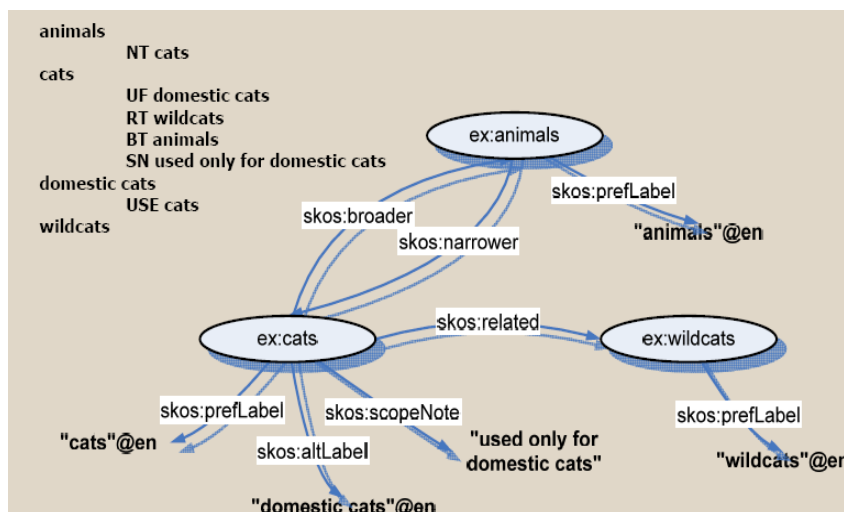 animals
NT cats
cats
UF domestic cats
RT wildcats
BT animals
SN used only for domestic cats
domestic cats
USE cats
wildcats
ex:animals
skos:prefLabel
skos:broader
"animals"@en
skos:narrower
skos:related
ex:cats
ex:wildcats
skos:prefLabel
skos:scopeNote
skos:prefLabel
"cats"@en
skos:altLabel
"used only for
domestic cats"
"wildcats"@en
"domestic cats"@en